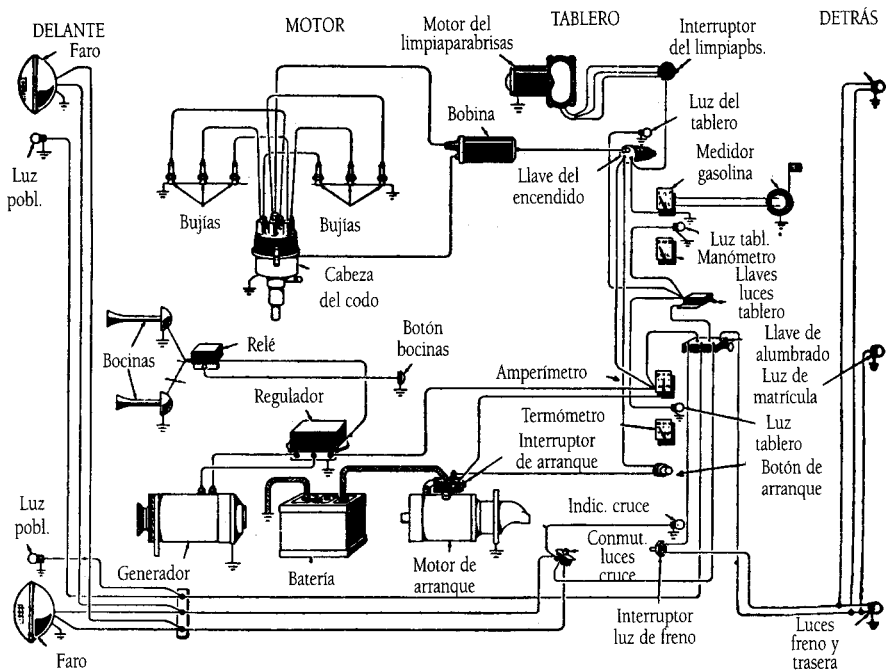 DELANTE
MOTOR
TABLERO
DETRÁS
Faro
Motor del
limpiaparabrisas
Interruptor
del limpiapbs.
Luz
pobl.
Bujías
Bujías
Bobina
Luz del
tablero
Llave del
encendido
Medidor
gasolina
Luz tabl.
Manómetro
Llaves
luces
tablero
Cabeza
del codo
Bocinas
Relé
Botón
bocinas
Llave de
alumbrado
Luz de
matrícula
Amperímetro
Regulador
Termómetro
Interruptor
de arranque
Luz
tablero
Botón de
arranque
Luz
pobl.
Generador
Batería
Motor de
arranque
Indic. cruce
Conmut.
luces
cruce
Interruptor
luz de freno
Luces
freno y
trasera
Faro